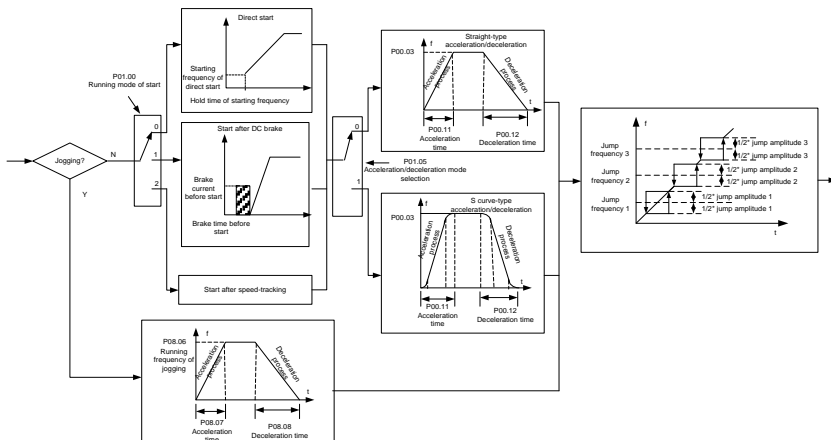 Direct start
Starting
frequency of
direct start
Hold time of starting frequency
P01.00
Running mode of start
0
1
2
Jogging?
N
Y
Start after DC brake
Brake
current
before start
Brake time before
start
Start after speed-tracking
0
1
P01.05
Acceleration/deceleration mode
selection
Straight-type
acceleration/deceleration
f
P00.03
Acceleration
process
Deceleration
process
t
P00.11
Acceleration
time
P00.12
Deceleration time
S curve-type
acceleration/deceleration
f
P00.03
Acceleration
process
Deceleration
process
t
P00.11
Acceleration
time
P00.12
Deceleration time
f
P08.06
Running
frequency of
jogging
Acceleration
process
Deceleration
process
t
P08.07
Acceleration
time
P08.08
Deceleration time
f
Jump
frequency 3
Jump
frequency 2
Jump
frequency 1
1/2* jump amplitude 3
1/2* jump amplitude 3
1/2* jump amplitude 2
1/2* jump amplitude 2
1/2* jump amplitude 1
1/2* jump amplitude 1
t